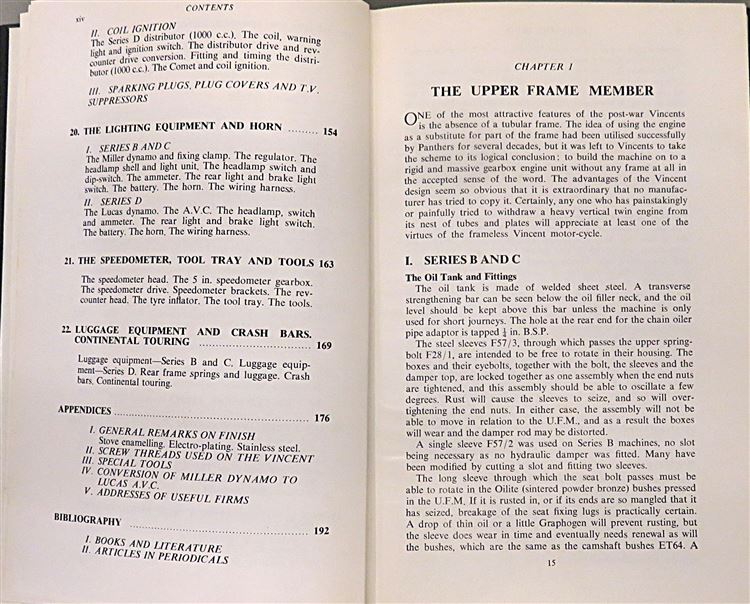 xiv
CONTENTS
II. COIL IGNITION
The Series D distributor (1000 c.c.). The coil, warning
light and ignition switch. The distributor drive and rev-
counter drive conversion. Fitting and timing the distri-
butor (1000 c.c.). The Comet and coil ignition.
III. SPARKING PLUGS, PLUG COVERS AND T.V.
SUPPRESSORS
20. THE LIGHTING EQUIPMENT AND HORN ......... 154
I. SERIES B AND C
The Miller dynamo and fixing clamp. The regulator. The
headlamp shell and light unit. The headlamp switch and
dip-switch. The ammeter. The rear light and brake light
switch. The battery. The horn. The wiring harness.
II. SERIES D
The Lucas dynamo. The A.V.C. The headlamp, switch
and ammeter. The rear light and brake light switch.
The battery. The horn. The wiring harness.
21. THE SPEEDOMETER, TOOL TRAY AND TOOLS 163
The speedometer head. The 5 in. speedometer gearbox.
The speedometer drive. Speedometer brackets. The rev-
counter head. The tyre inflator. The tool tray. The tools.
22. LUGGAGE EQUIPMENT AND CRASH BARS.
CONTINENTAL TOURING ................................. 169
Luggage equipment—Series B and C. Luggage equip-
ment—Series D. Rear frame springs and luggage. Crash
bars. Continental touring.
APPENDICES .................................................. 176
I. GENERAL REMARKS ON FINISH
Stove enamelling. Electro-plating. Stainless steel.
II. SCREW THREADS USED ON THE VINCENT
III. SPECIAL TOOLS
IV. CONVERSION OF MILLER DYNAMO TO
LUCAS A.V.C.
V. ADDRESSES OF USEFUL FIRMS
BIBLIOGRAPHY .............................................. 192
I. BOOKS AND LITERATURE
II. ARTICLES IN PERIODICALS
CHAPTER 1
THE UPPER FRAME MEMBER
ONE of the most attractive features of the post-war Vincents
is the absence of a tubular frame. The idea of using the engine
as a substitute for part of the frame had been utilised successfully
by Panthers for several decades, but it was left to Vincents to take
the scheme to its logical conclusion; to build the machine on to a
rigid and massive gearbox engine unit without any frame at all in
the accepted sense of the word. The advantages of the Vincent
design seem so obvious that it is extraordinary that no manufac-
turer has tried to copy it. Certainly, any one who has painstakingly
or painfully tried to withdraw a heavy vertical twin engine from
its nest of tubes and plates will appreciate at least one of the
virtues of the frameless Vincent motor-cycle.
I. SERIES B AND C
The Oil Tank and Fittings
The oil tank is made of welded sheet steel. A transverse
strengthening bar can be seen below the oil filler neck, and the oil
level should be kept above this bar unless the machine is only
used for short journeys. The hole at the rear end for the chain oiler
pipe adaptor is tapped ¼ in. B.S.P.
The steel sleeves F57/3, through which passes the upper spring-
bolt F28/1, are intended to be free to rotate in their housing. The
boxes and their eyebolts, together with the bolt, the sleeves and the
damper top, are locked together as one assembly when the end nuts
are tightened, and this assembly should be able to oscillate a few
degrees. Rust will cause the sleeves to seize, and so will over-
tightening the end nuts. In either case, the assembly will not be
able to move in relation to the U.F.M., and as a result the boxes
will wear and the damper rod may be distorted.
A single sleeve F57/2 was used on Series B machines, no slot
being necessary as no hydraulic damper was fitted. Many have
been modified by cutting a slot and fitting two sleeves.
The long sleeve through which the seat bolt passes must be
able to rotate in the Oilite (sintered powder bronze) bushes pressed
in the U.F.M. If it is rusted in, or if its ends are so mangled that it
has seized, breakage of the seat fixing lugs is practically certain.
A drop of thin oil or a little Graphogen will prevent rusting, but
the sleeve does wear in time and eventually needs renewal as will
the bushes, which are the same as the camshaft bushes ET64. A
15